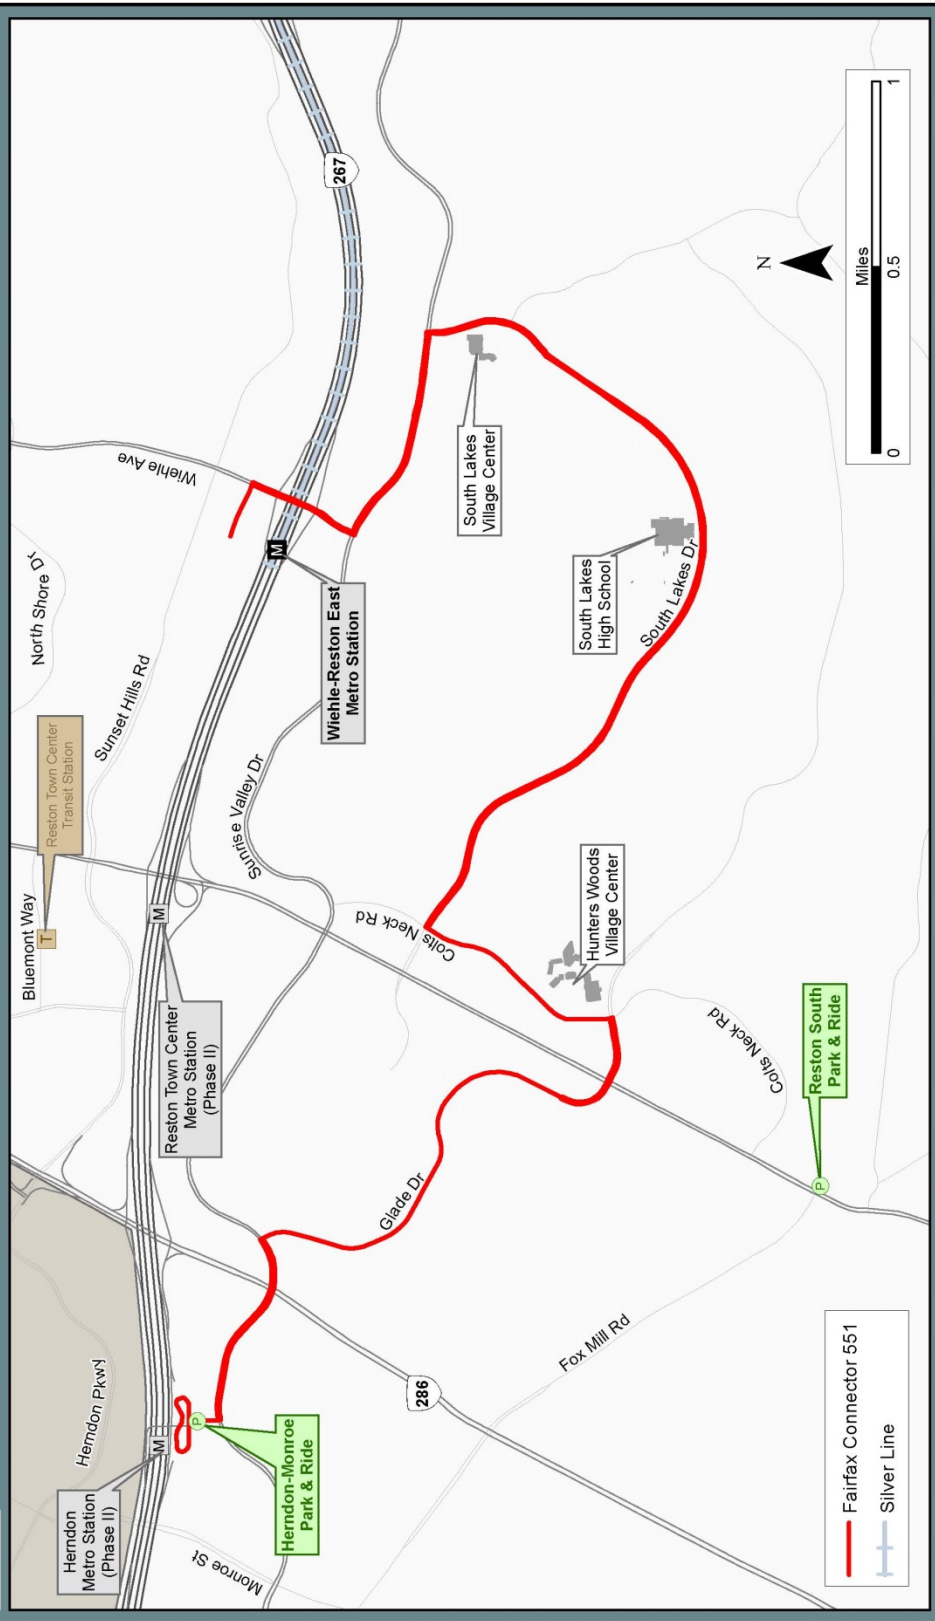 Herndon
Metro Station
(Phase II)
Herndon Pkwy
Monroe St
M
P
Herndon-Monroe
Park & Ride
286
Fox Mill Rd
Glade Dr
Reston Town Center
Metro Station
(Phase II)
M
Bluemont Way
T
Reston Town Center
Transit Station
Sunset Hills Rd
North Shore Dr
Wiehle Ave
Sunrise Valley Dr
Colts Neck Rd
M
Wiehle-Reston East
Metro Station
267
South Lakes
Village Center
South Lakes
High School
South Lakes Dr
Hunters Woods
Village Center
Colts Neck Rd
P
Reston South
Park & Ride
N
Miles
0
0.5
1
Fairfax Connector 551
Silver Line